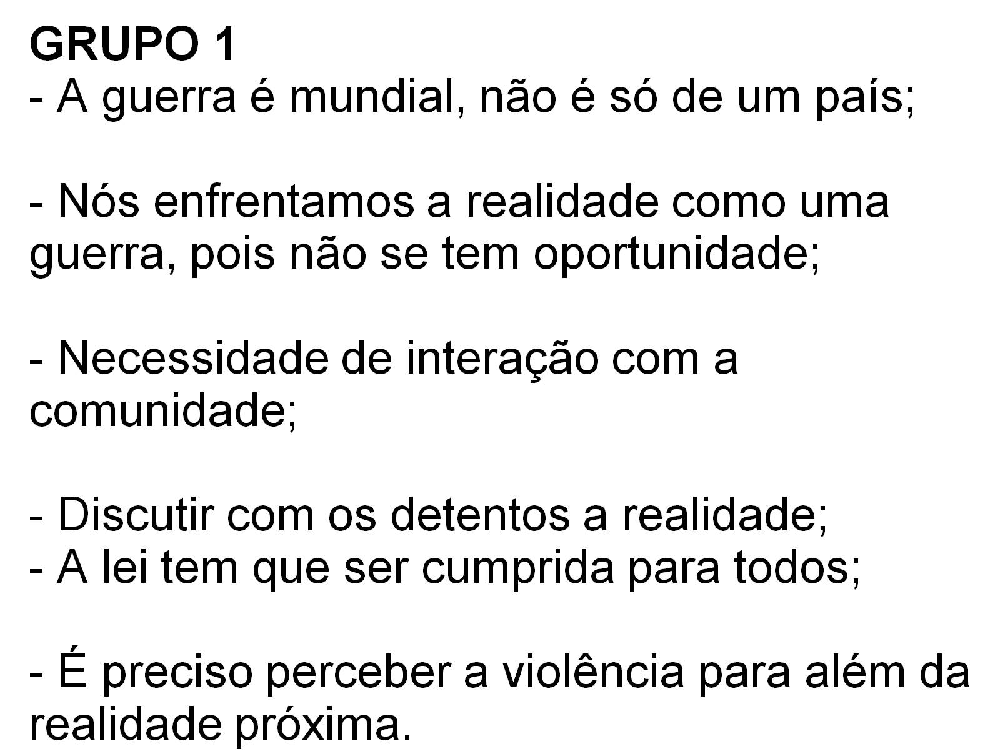 GRUPO 1
- A guerra é mundial, não é só de um país;
- Nós enfrentamos a realidade como uma
guerra, pois não se tem oportunidade;
- Necessidade de interação com a
comunidade;
- Discutir com os detentos a realidade;
- A lei tem que ser cumprida para todos;
- É preciso perceber a violência para além da
realidade próxima.